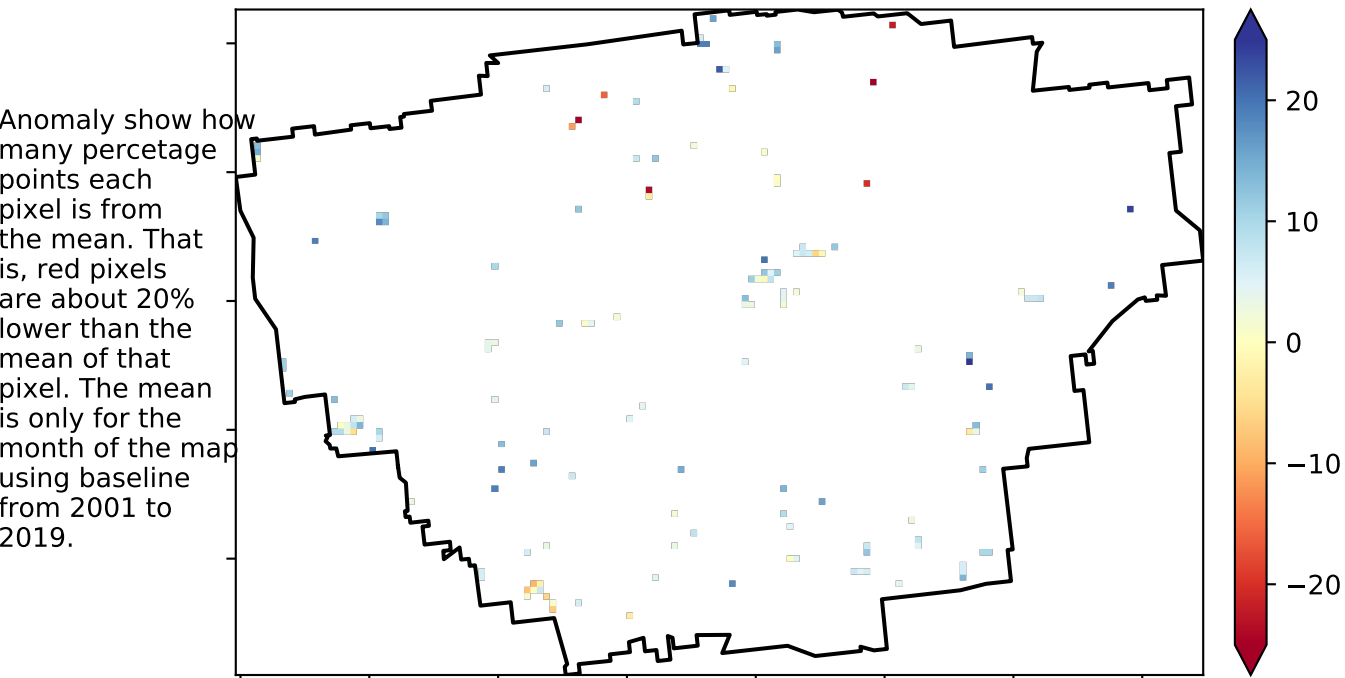 Anomaly show how
many percetage
points each
pixel is from
the mean. That
is, red pixels
are about 20%
lower than the
mean of that
pixel. The mean
is only for the
month of the map
using baseline
from 2001 to
2019.
20
10
0
−10
−20